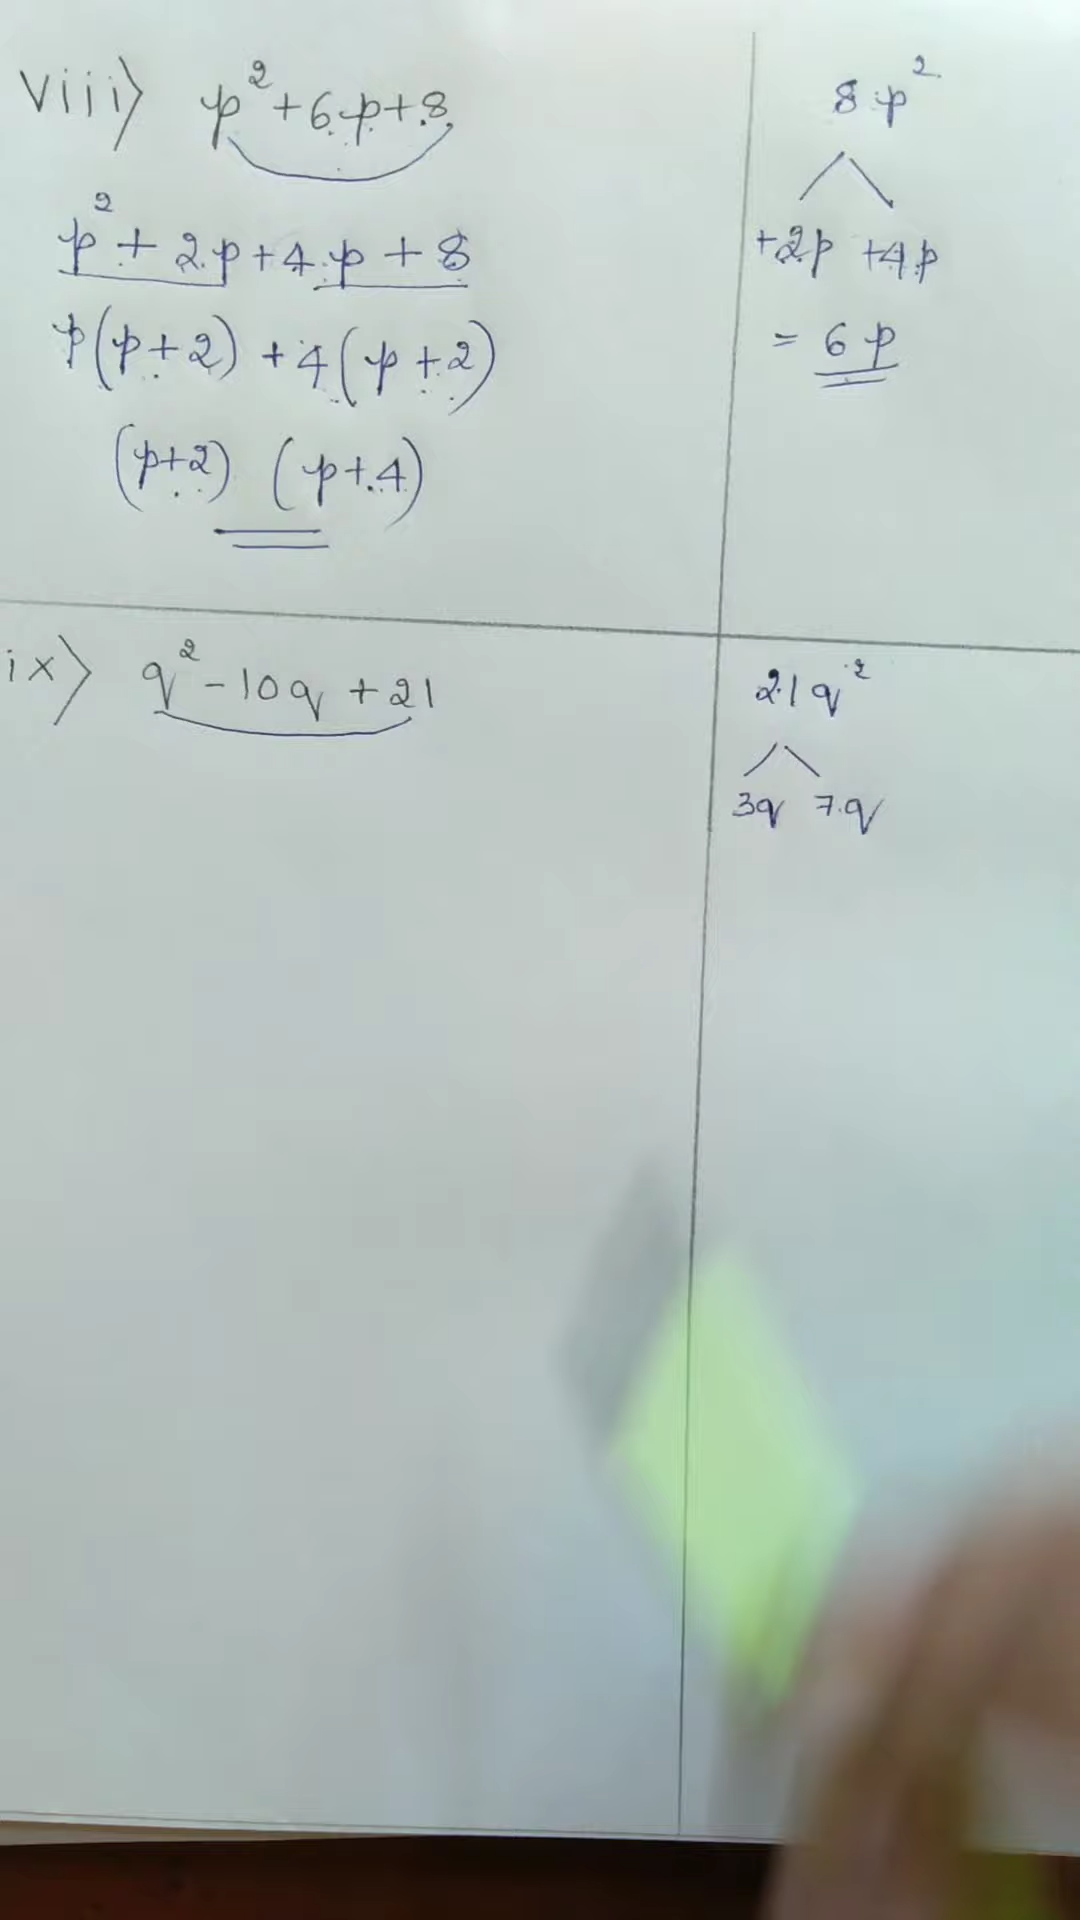 viii) p² + 6p + 8
p² + 2p + 4p + 8
p(p+2) + 4(p+2)
(p+2) (p+4)
8p²
+2p +4p
= 6p
ix) q² - 10q + 21
21q²
3q 7q